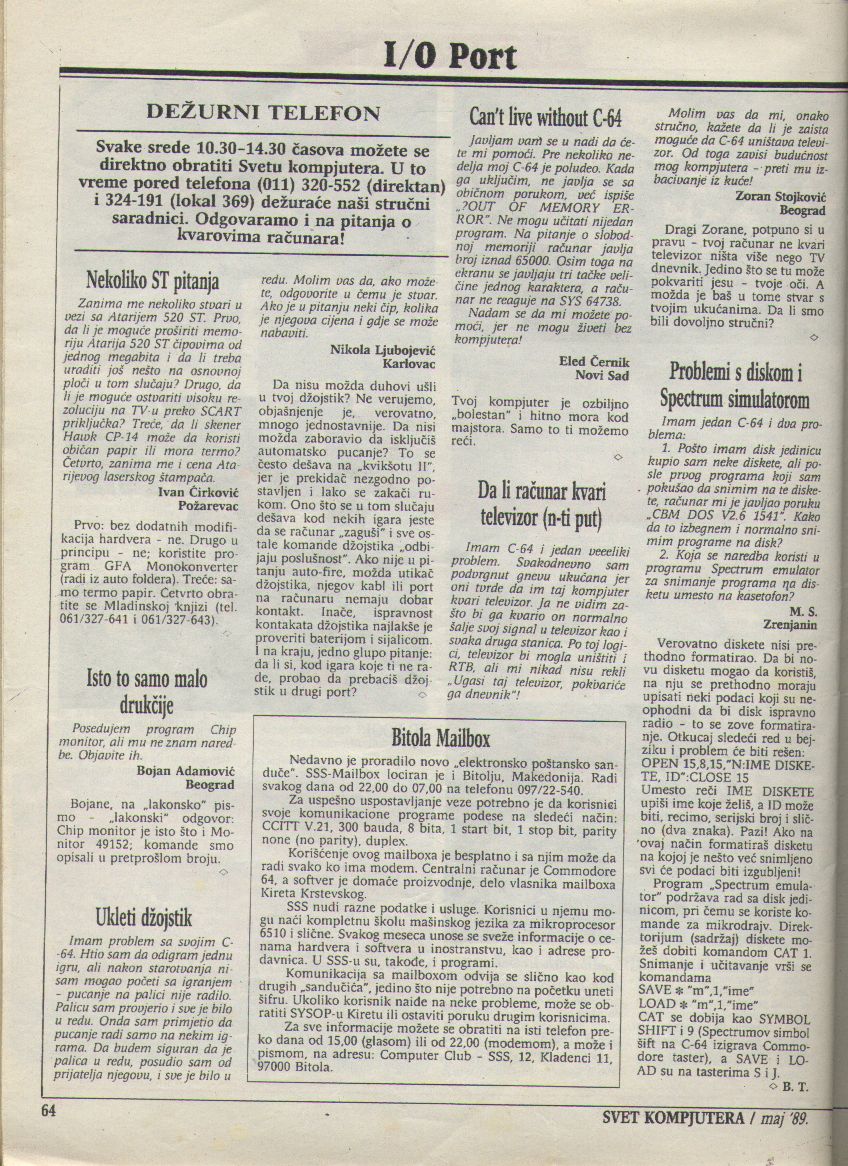 I/O Port
DEŽURNI TELEFON
Svake srede 10.30–14.30 časova možete se
direktno obratiti Svetu kompjutera. U to
vreme pored telefona (011) 320-552 (direktan)
i 324-191 (lokal 369) dežuraće naši stručni
saradnici. Odgovaramo i na pitanja o
kvarovima računara!
Nekoliko ST pitanja
Zanima me nekoliko stvari u
vezi sa Atarijem 520 ST. Prvo,
da li je moguće proširiti memo-
riju Atarija 520 ST čipovima od
jednog megabita i da li treba
uraditi još nešto na osnovnoj
ploči u tom slučaju? Drugo, da
li je moguće ostvariti visoku re-
zoluciju na TV-u preko SCART
priključka? Treće, da li skener
Hawk CP-14 može da koristi
običan papir ili mora termo?
Četvrto, zanima me i cena Ata-
rijevog laserskog štampača.
Ivan Ćirković
Požarevac
Prvo: bez dodatnih modifi-
kacija hardvera – ne. Drugo u
principu – ne; koristite pro-
gram GFA Monokonverter
(radi iz auto foldera). Treće: sa-
mo termo papir. Četvrto obra-
tite se Mladinskoj knjizi (tel.
061/327-641 i 061/327-643).
Isto to samo malo
drukčije
Posedujem program Chip
monitor, ali mu ne znam nared-
be. Objavite ih.
Bojan Adamović
Beograd
Bojane, na „lakonsko" pis-
mo – „lakonski" odgovor:
Chip monitor je isto što i Mo-
nitor 49152; komande smo
opisali u pretprošlom broju.
Ukleti džojstik
Imam problem sa svojim C-
-64. Htio sam da odigram jednu
igru, ali nakon startovanja ni-
sam mogao početi sa igranjem
- pucanje na palici nije radilo.
Palicu sam provjerio i sve je bilo
u redu. Onda sam primjetio da
pucanje radi samo na nekim ig-
rama. Da budem siguran da je
palica u redu, posudio sam od
prijatelja njegovu, i sve je bilo u
redu. Molim vas da, ako može-
te, odgovorite u čemu je stvar.
Ako je u pitanju neki čip, kolika
je njegova cijena i gdje se može
nabaviti.
Nikola Ljubojević
Karlovac
Da nisu možda duhovi ušli
u tvoj džojstik? Ne verujemo,
objašnjenje je, verovatno,
mnogo jednostavnije. Da nisi
možda zaboravio da isključiš
automatsko pucanje? To se
često dešava na „kvikšotu II",
jer je prekidač nezgodno po-
stavljen i lako se zakači ru-
kom. Ono što se u tom slučaju
dešava kod nekih igara jeste
da se računar „zaguši" i sve os-
tale komande džojstika „odbi-
jaju poslušnost". Ako nije u pi-
tanju auto-fire, možda utikač
džojstika, njegov kabl ili port
na računaru nemaju dobar
kontakt. Inače, ispravnost
kontakata džojstika najlakše je
proveriti baterijom i sijalicom.
I na kraju, jedno glupo pitanje:
da li si, kod igara koje ti ne ra-
de, probao da prebaciš džoj-
stik u drugi port?
Can't live without C-64
Javljam vam se u nadi da će-
te mi pomoći. Pre nekoliko ne-
delja moj C-64 je poludeo. Kada
ga uključim, ne javlja se sa
običnom porukom, već ispiše
„?OUT OF MEMORY ER-
ROR". Ne mogu učitati nijedan
program. Na pitanje o slobod-
noj memoriji računar javlja
broj iznad 65000. Osim toga na
ekranu se javljaju tri tačke veli-
čine jednog karaktera, a raču-
nar ne reaguje na SYS 64738.
Nadam se da mi možete po-
moći, jer ne mogu živeti bez
kompjutera!
Eled Černik
Novi Sad
Tvoj kompjuter je ozbiljno
„bolestan" i hitno mora kod
majstora. Samo to ti možemo
reći.
Da li računar kvari
televizor (n-ti put)
Imam C-64 i jedan veeeliki
problem. Svakodnevno sam
podvrgnut gnevu ukućana jer
oni tvrde da im taj kompjuter
kvari televizor. Ja ne vidim za-
što bi ga kvario on normalno
šalje svoj signal u televizor kao i
svaka druga stanica. Po toj logi-
ci, televizor bi mogla uništiti i
RTB, ali mi nikad nisu rekli
„Ugasi taj televizor, pokvariće
ga dnevnik"!
Molim vas da mi, onako
stručno, kažete da li je zaista
moguće da C-64 uništava televi-
zor. Od toga zavisi budućnost
mog kompjutera – preti mu iz-
bacivanje iz kuće!
Zoran Stojković
Beograd
Dragi Zorane, potpuno si u
pravu – tvoj računar ne kvari
televizor ništa više nego TV
dnevnik. Jedino što se tu može
pokvariti jesu – tvoje oči. A
možda je baš u tome stvar s
tvojim ukućanima. Da li smo
bili dovoljno stručni?
Problemi s diskom i
Spectrum simulatorom
Imam jedan C-64 i dva pro-
blema:
1. Pošto imam disk jedinicu
kupio sam neke diskete, ali po-
sle prvog programa koji sam
pokušao da snimim na te diske-
te, računar mi je javljao poruku
„CBM DOS V2.6 1541". Kako
da to izbegnem i normalno sni-
mim programe na disk?
2. Koja se naredba koristi u
programu Spectrum emulator
za snimanje programa na dis-
ketu umesto na kasetofon?
M. S.
Zrenjanin
Verovatno diskete nisi pre-
thodno formatirao. Da bi no-
vu disketu mogao da koristiš,
na nju se prethodno moraju
upisati neki podaci koji su ne-
ophodni da bi disk ispravno
radio – to se zove formatira-
nje. Otkucaj sledeći red u bej-
ziku i problem će biti rešen:
OPEN 15,8,15,"N:IME DISKE-
TE, ID":CLOSE 15
Umesto reči IME DISKETE
upiši ime koje želiš, a ID može
biti, recimo, serijski broj i slič-
no (dva znaka). Pazi! Ako na
ovaj način formatiraš disketu
na kojoj je nešto već snimljeno
svi će podaci biti izgubljeni!
Program „Spectrum emula-
tor" podržava rad sa disk jedi-
nicom, pri čemu se koriste ko-
mande za mikrodrajv. Direk-
torijum (sadržaj) diskete mo-
žeš dobiti komandom CAT 1.
Snimanje i učitavanje vrši se
komandama
SAVE * "m",1,"ime"
LOAD * "m",1,"ime"
CAT se dobija kao SYMBOL
SHIFT i 9 (Spectrumov simbol
šift na C-64 izigrava Commo-
dore taster), a SAVE i LO-
AD su na tasterima S i J.
◇ B. T.
Bitola Mailbox
Nedavno je proradilo novo „elektronsko poštansko san-
duče". SSS-Mailbox lociran je i Bitolju, Makedonija. Radi
svakog dana od 22,00 do 07,00 na telefonu 097/22-540.
Za uspešno uspostavljanje veze potrebno je da korisnici
svoje komunikacione programe podese na sledeći način:
CCITT V.21, 300 bauda, 8 bita, 1 start bit, 1 stop bit, parity
none (no parity), duplex.
Korišćenje ovog mailboxa je besplatno i sa njim može da
radi svako ko ima modem. Centralni računar je Commodore
64, a softver je domaće proizvodnje, delo vlasnika mailboxa
Kireta Krstevskog.
SSS nudi razne podatke i usluge. Korisnici u njemu mo-
gu naći kompletnu školu mašinskog jezika za mikroprocesor
6510 i slične. Svakog meseca unose se sveže informacije o ce-
nama hardvera i softvera u inostranstvu, kao i adrese pro-
davnica. U SSS-u su, takođe, i programi.
Komunikacija sa mailboxom odvija se slično kao kod
drugih „sandučića", jedino što nije potrebno na početku uneti
šifru. Ukoliko korisnik naiđe na neke probleme, može se ob-
ratiti SYSOP-u Kiretu ili ostaviti poruku drugim korisnicima.
Za sve informacije možete se obratiti na isti telefon pre-
ko dana od 15,00 (glasom) ili od 22,00 (modemom), a može i
pismom, na adresu: Computer Club – SSS, 12, Kladenci 11,
97000 Bitola.
64
SVET KOMPJUTERA / maj '89.